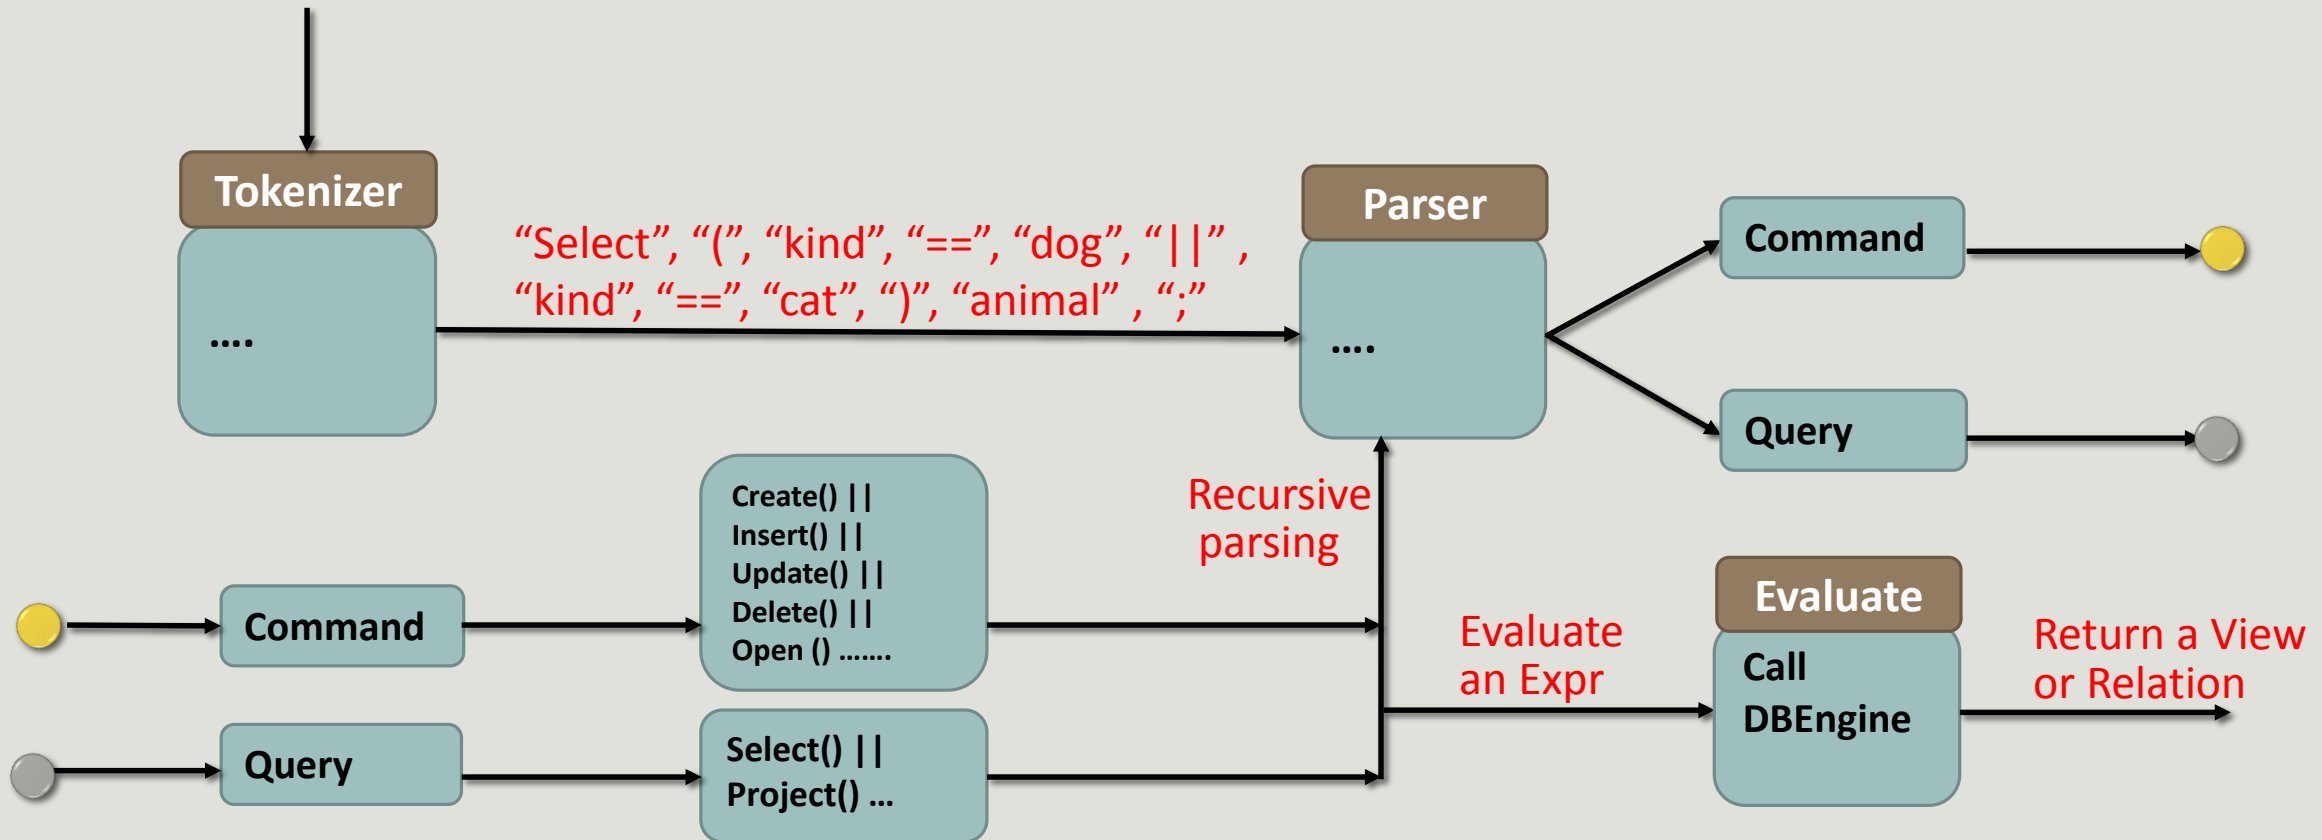 Tokenizer
....
“Select”, “(”, “kind”, “==”, “dog”, “||” ,
“kind”, “==”, “cat”, “)”, “animal” , “;”
Parser
....
Command
Query
Command
Create() ||
Insert() ||
Update() ||
Delete() ||
Open () .......
Recursive
parsing
Query
Select() ||
Project() ...
Evaluate
an Expr
Evaluate
Call
DBEngine
Return a View
or Relation